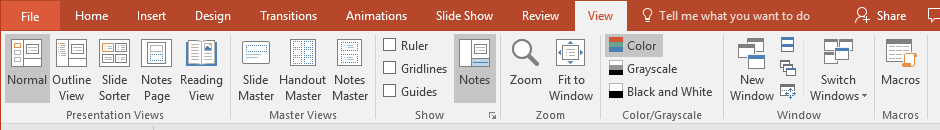 File Home Insert Design Transitions Animations Slide Show Review View Tell me what you want to do Share
Normal Outline View Slide Sorter Notes Page Reading View
Presentation Views
Slide Master Handout Master Notes Master
Master Views
Ruler
Gridlines
Guides
Notes
Show
Zoom Fit to Window
Zoom
Color
Grayscale
Black and White
Color/Grayscale
New Window Switch Windows
Window
Macros
Macros